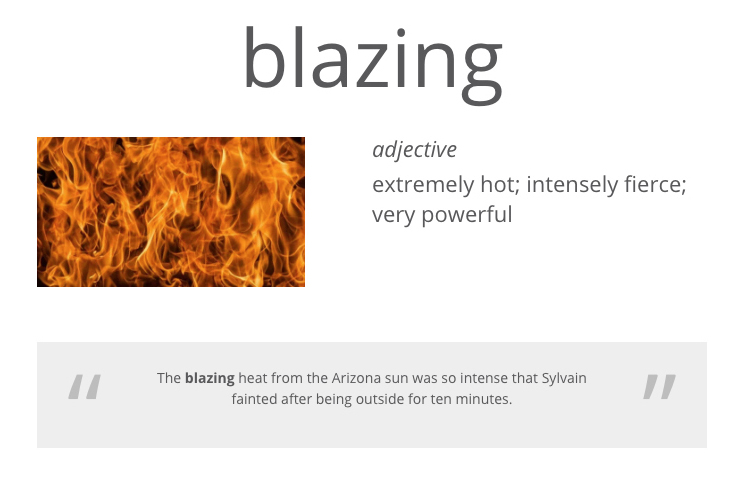 blazing
adjective
extremely hot; intensely fierce;
very powerful
“ The blazing heat from the Arizona sun was so intense that Sylvain ”
fainted after being outside for ten minutes.